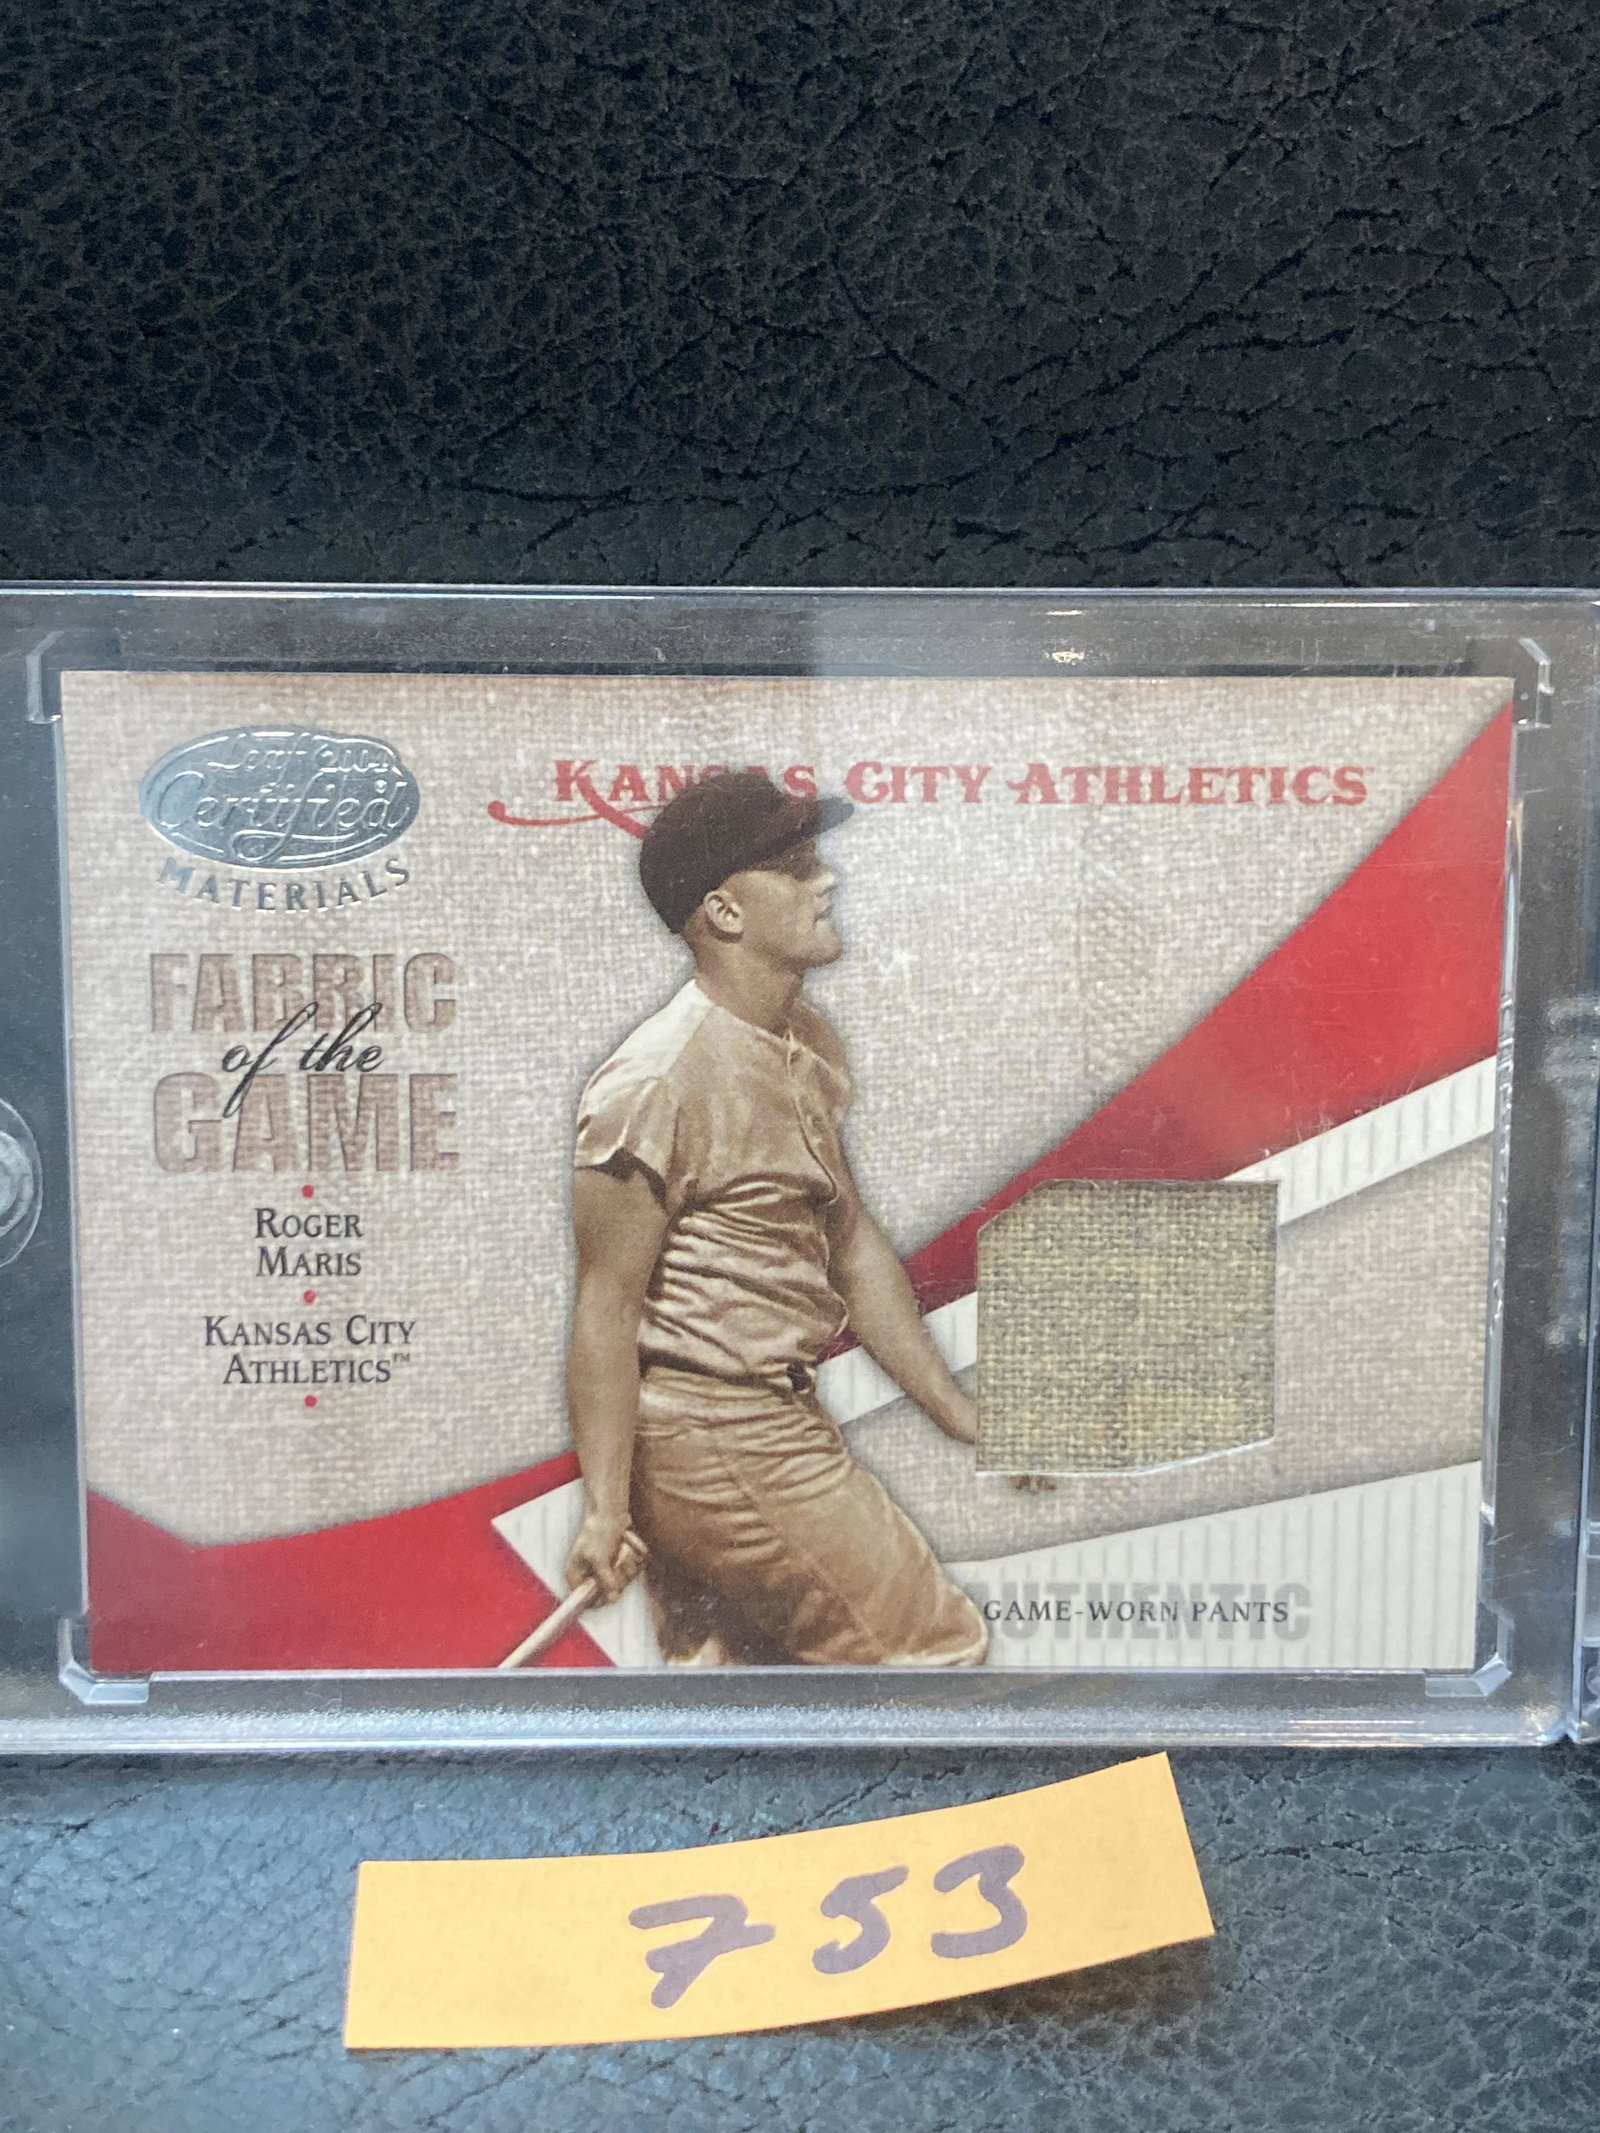 Leaf 2004
Certified
MATERIALS
KANSAS CITY ATHLETICS
FABRIC
of the
GAME
ROGER
MARIS
KANSAS CITY
ATHLETICS™
AUTHENTIC
GAME-WORN PANTS
753